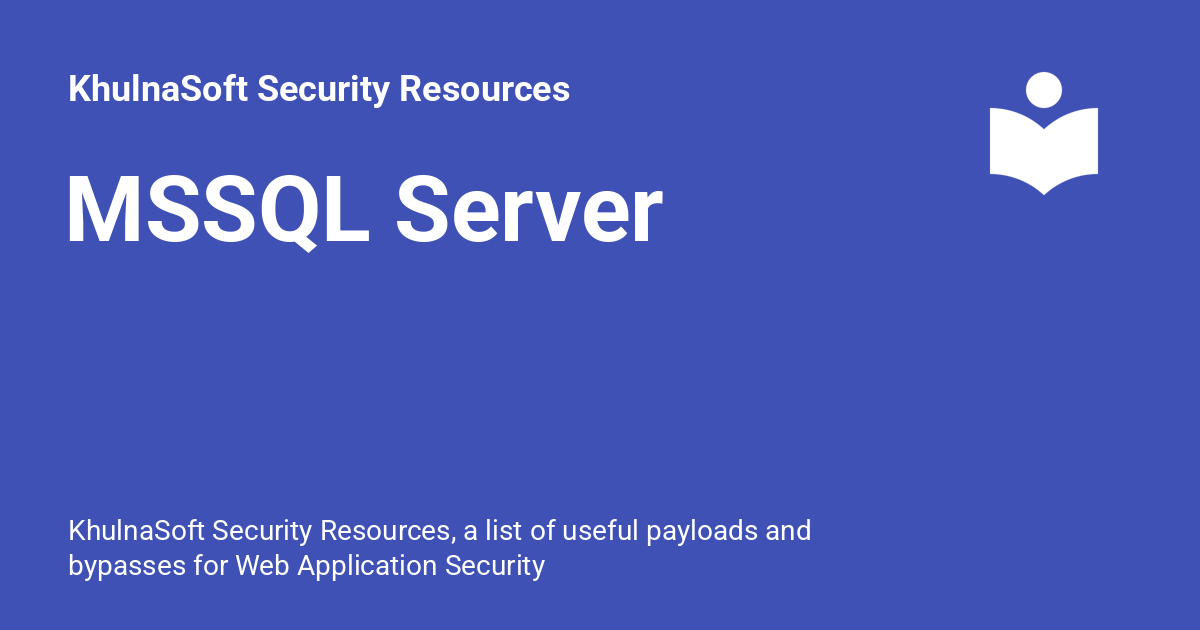 KhulnaSoft Security Resources
MSSQL Server
KhulnaSoft Security Resources, a list of useful payloads and
bypasses for Web Application Security